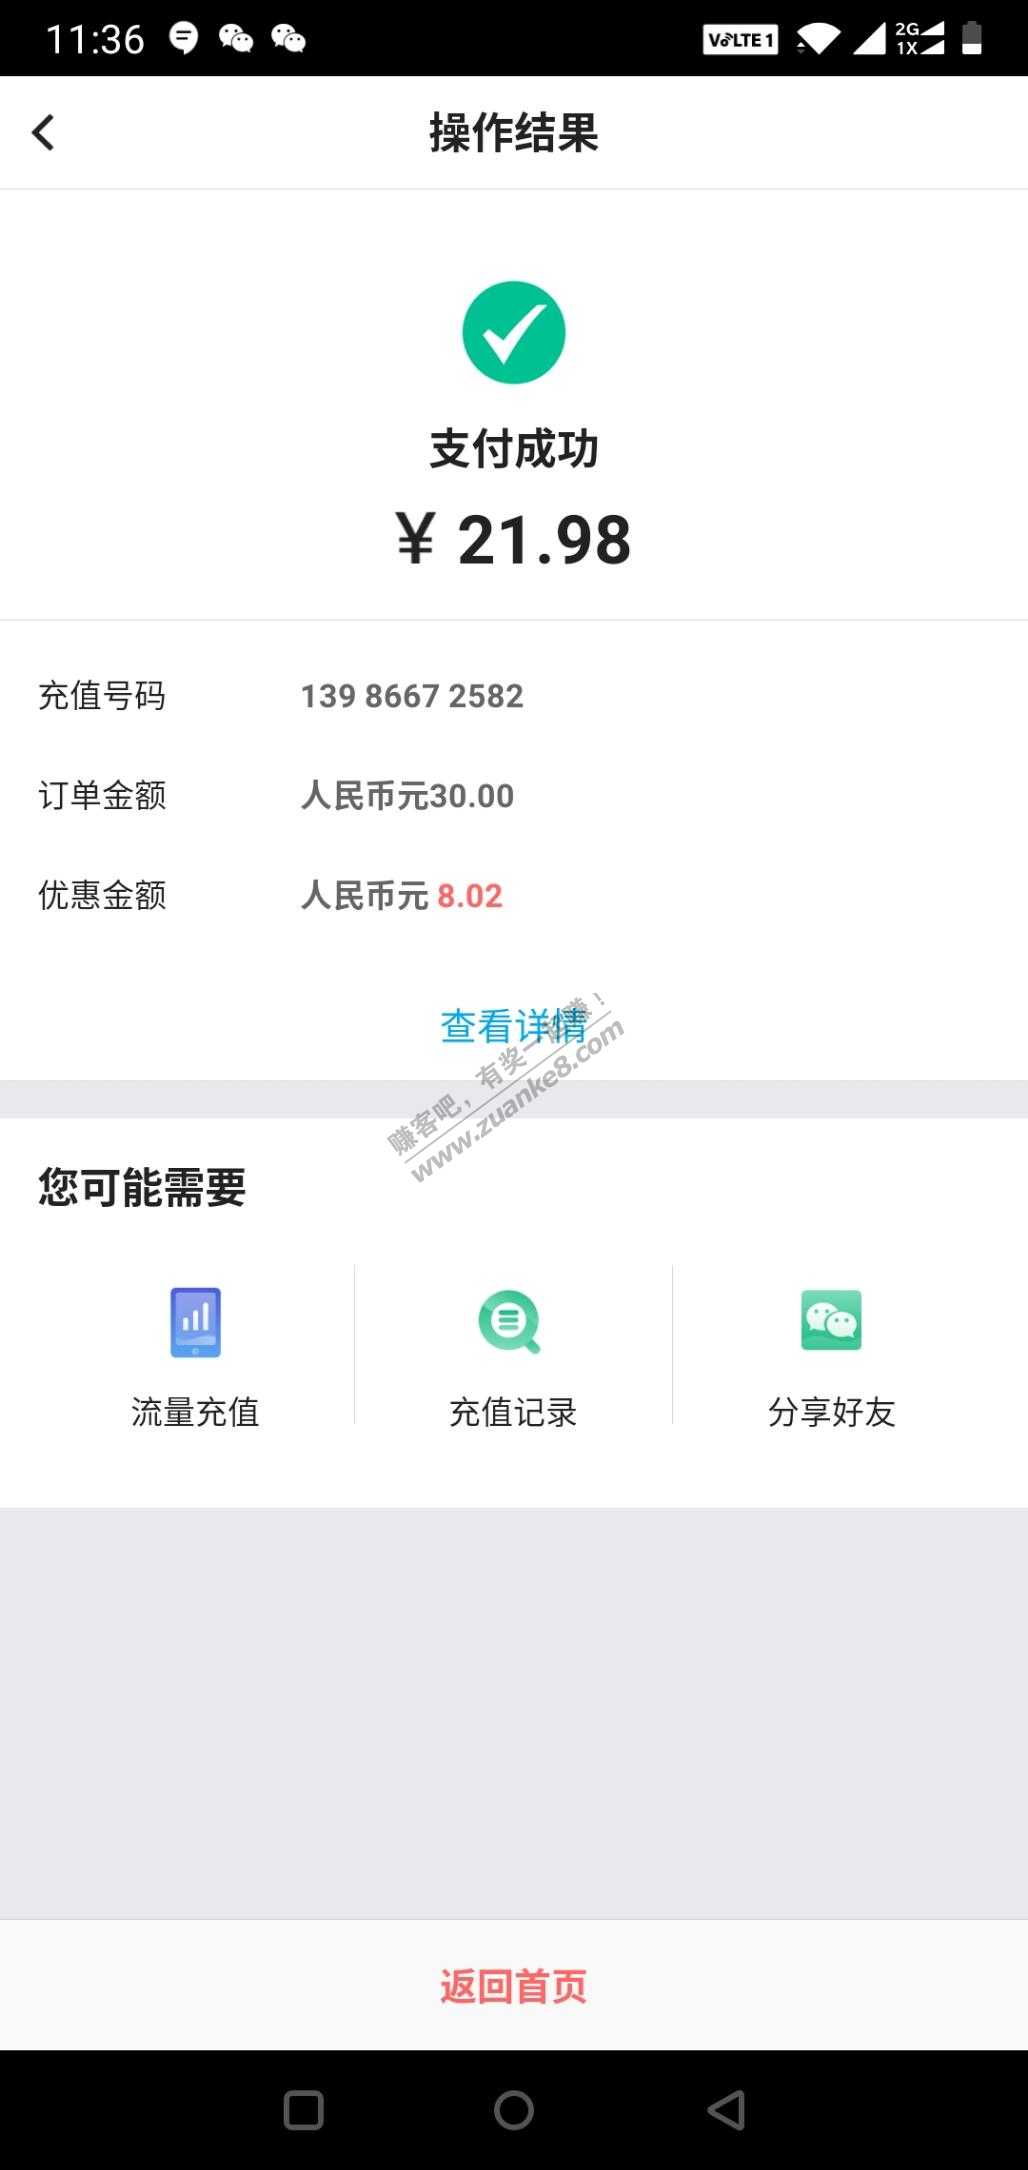 11:36
VoLTE 1
2G
1X
操作结果
支付成功
¥ 21.98
充值号码 139 8667 2582
订单金额 人民币元30.00
优惠金额 人民币元 8.02
查看详情
赚客吧，有奖一起赚！
www.zuanke8.com
您可能需要
流量充值 充值记录 分享好友
返回首页